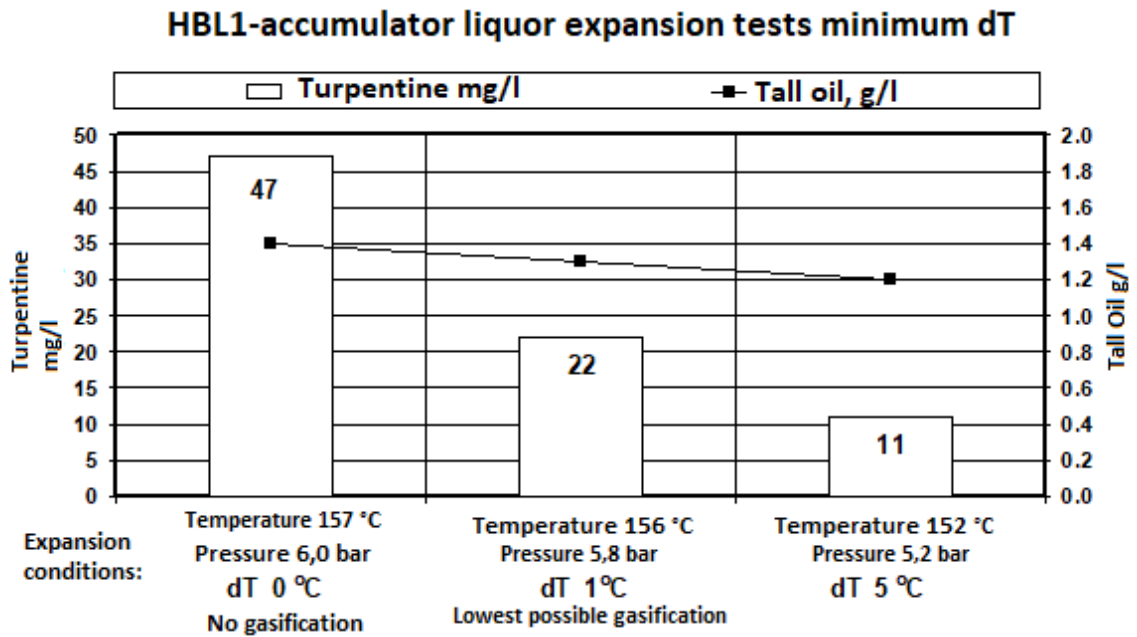 HBL1-accumulator liquor expansion tests minimum dT
Turpentine mg/l Tall oil, g/l
50 2.0
45 1.8
40 1.6
35 1.4
30 1.2
25 1.0
20 0.8
15 0.6
10 0.4
5 0.2
0 0.0
Turpentine
mg/l
Tall Oil g/l
47
22
11
Expansion
conditions:
Temperature 157 °C
Pressure 6,0 bar
dT 0 °C
No gasification
Temperature 156 °C
Pressure 5,8 bar
dT 1°C
Lowest possible gasification
Temperature 152 °C
Pressure 5,2 bar
dT 5 °C